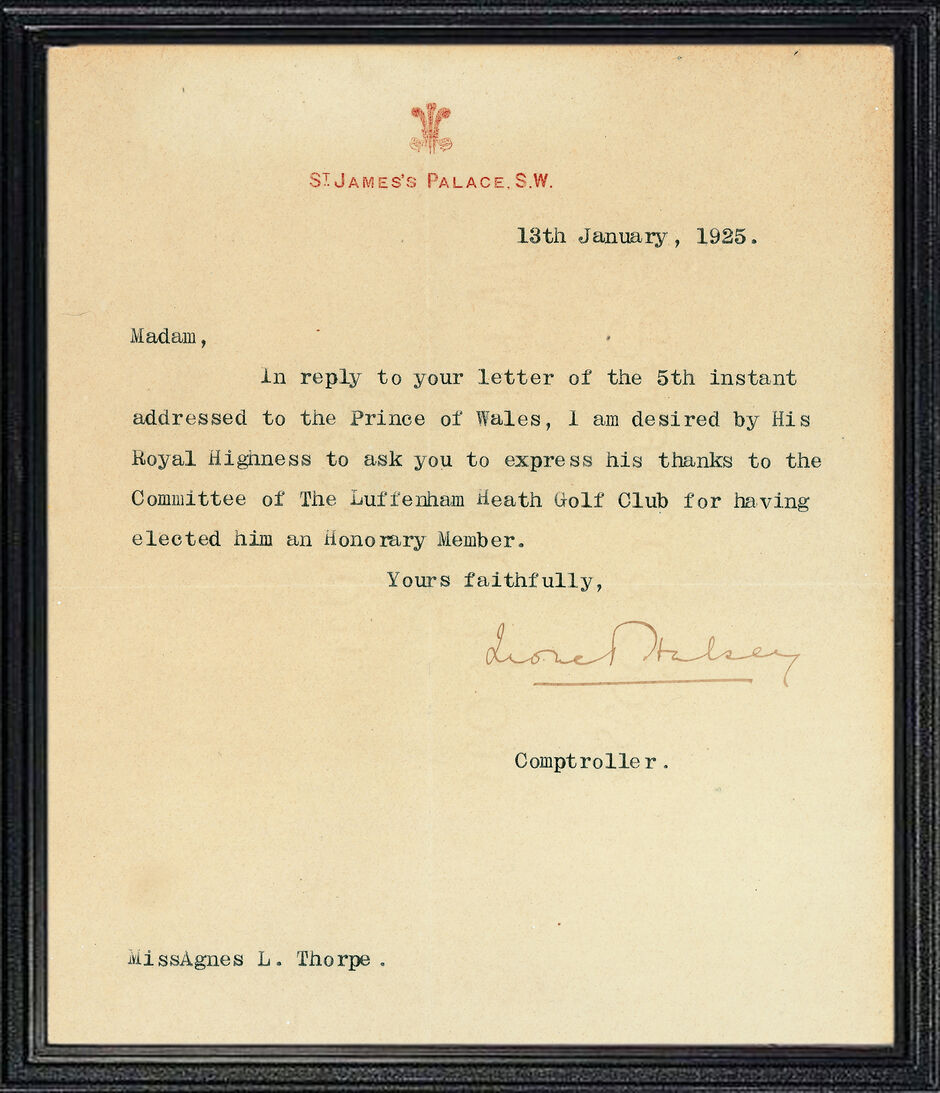 ST JAMES'S PALACE. S.W.
13th January, 1925.
Madam,
In reply to your letter of the 5th instant
addressed to the Prince of Wales, I am desired by His
Royal Highness to ask you to express his thanks to the
Committee of The Luffenham Heath Golf Club for having
elected him an Honorary Member.
Yours faithfully,
Lionel Halsey
Comptroller.
MissAgnes L. Thorpe.